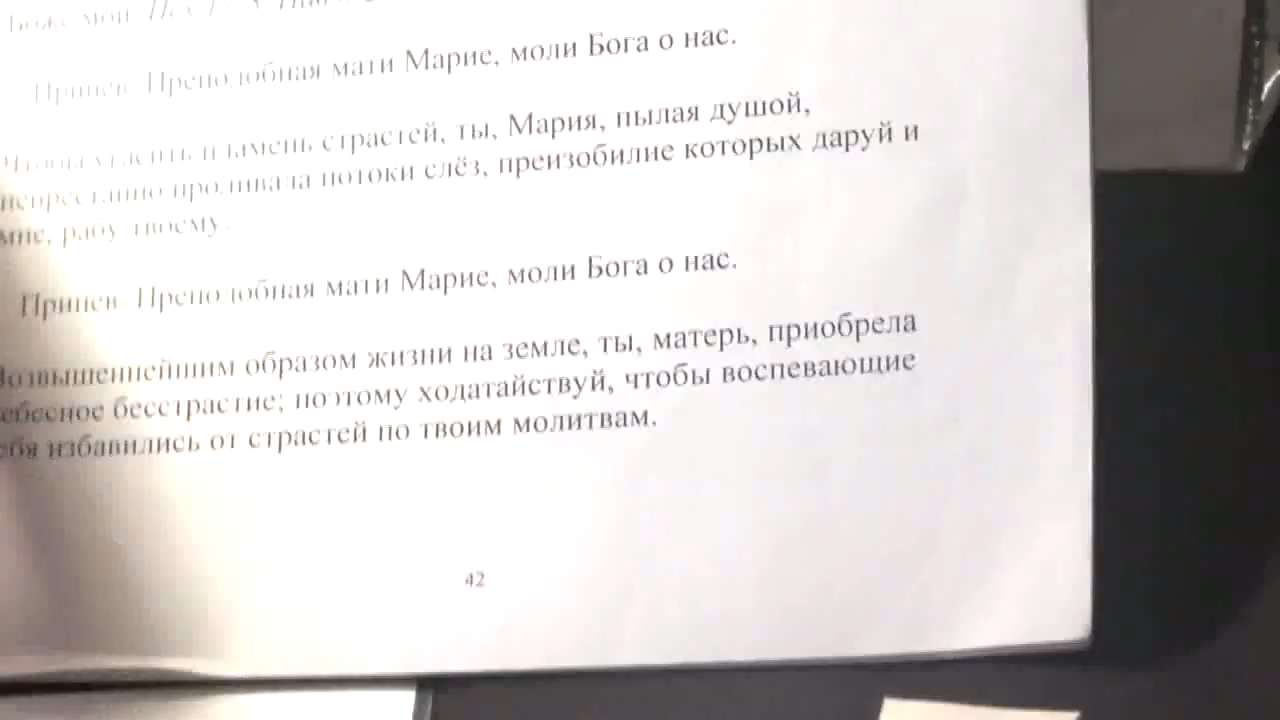 Боже мой.
Припев. Преподобная мати Марие, моли Бога о нас.
Чтобы угасить пламень страстей, ты, Мария, пылая душой,
непрестанно проливала потоки слёз, преизобилие которых даруй и
мне, рабу твоему.
Припев. Преподобная мати Марие, моли Бога о нас.
Возвышеннейшим образом жизни на земле, ты, матерь, приобрела
небесное бесстрастие; поэтому ходатайствуй, чтобы воспевающие
тебя избавились от страстей по твоим молитвам.
42